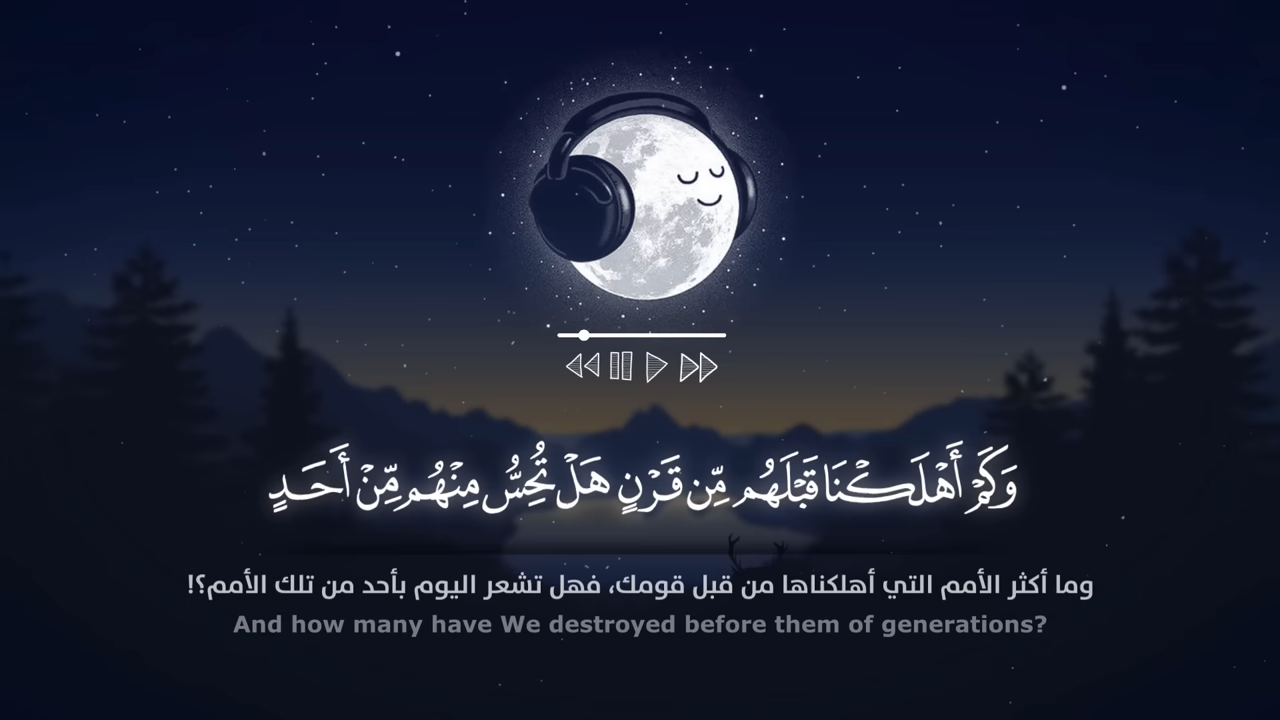 وَكَمْ أَهْلَكْنَا قَبْلَهُم مِّن قَرْنٍ هَلْ تُحِسُّ مِنْهُم مِّنْ أَحَدٍ
وما أكثر الأمم التي أهلكناها من قبل قومك، فهل تشعر اليوم بأحد من تلك الأمم؟!
And how many have We destroyed before them of generations?